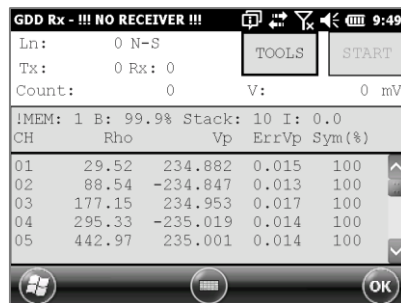 GDD Rx - !!! NO RECEIVER !!! 9:49
Ln: 0 N-S
TOOLS START
Tx: 0 Rx: 0
Count: 0 V: 0 mV
!MEM: 1 B: 99.9% Stack: 10 I: 0.0
CH Rho Vp ErrVp Sym(%)
01 29.52 234.882 0.015 100
02 88.54 -234.847 0.013 100
03 177.15 234.953 0.017 100
04 295.33 -235.019 0.014 100
05 442.97 235.001 0.014 100
OK